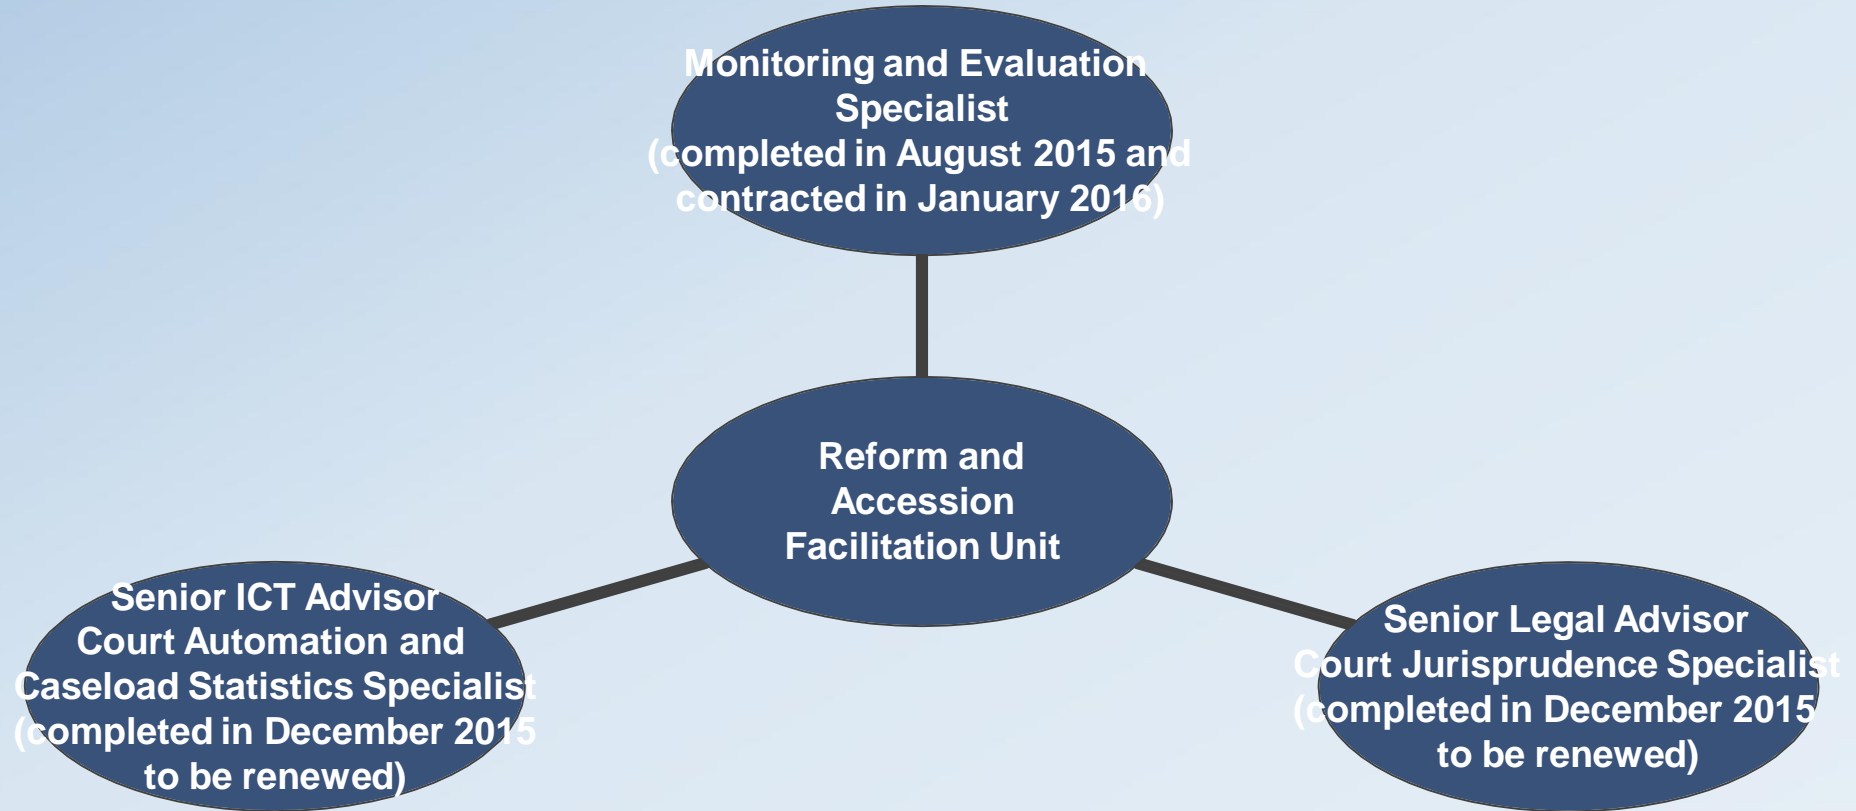 Monitoring and Evaluation
Specialist
(completed in August 2015 and
contracted in January 2016)
Reform and
Accession
Facilitation Unit
Senior ICT Advisor
Court Automation and
Caseload Statistics Specialist
(completed in December 2015
to be renewed)
Senior Legal Advisor
Court Jurisprudence Specialist
(completed in December 2015
to be renewed)